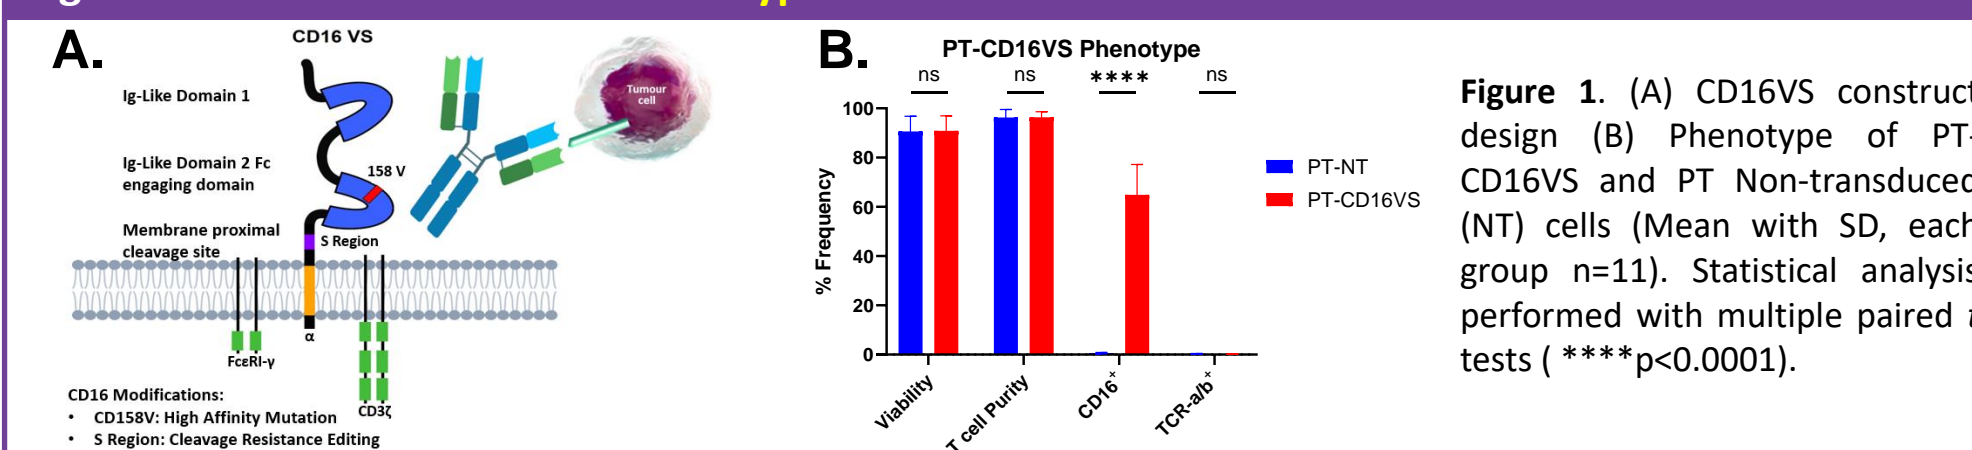 A.
CD16 VS
Ig-Like Domain 1
Ig-Like Domain 2 Fc
engaging domain
158 V
Membrane proximal
cleavage site
S Region
Tumour
cell
α
FcεRI-γ
CD3ζ
CD16 Modifications:
• CD158V: High Affinity Mutation
• S Region: Cleavage Resistance Editing
B.
PT-CD16VS Phenotype
ns
ns
****
ns
% Frequency
100
80
60
40
20
0
Viability
T cell Purity
CD16+
TCR-a/b+
PT-NT
PT-CD16VS
Figure 1. (A) CD16VS construct
design (B) Phenotype of PT-
CD16VS and PT Non-transduced
(NT) cells (Mean with SD, each
group n=11). Statistical analysis
performed with multiple paired t
tests ( ****p<0.0001).